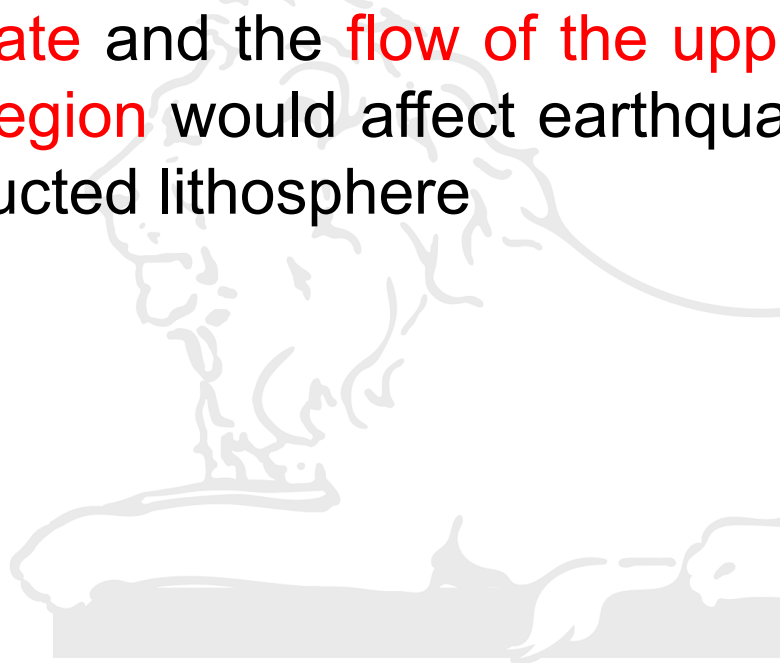 ate and the flow of the upp
egion would affect earthqua
ucted lithosphere